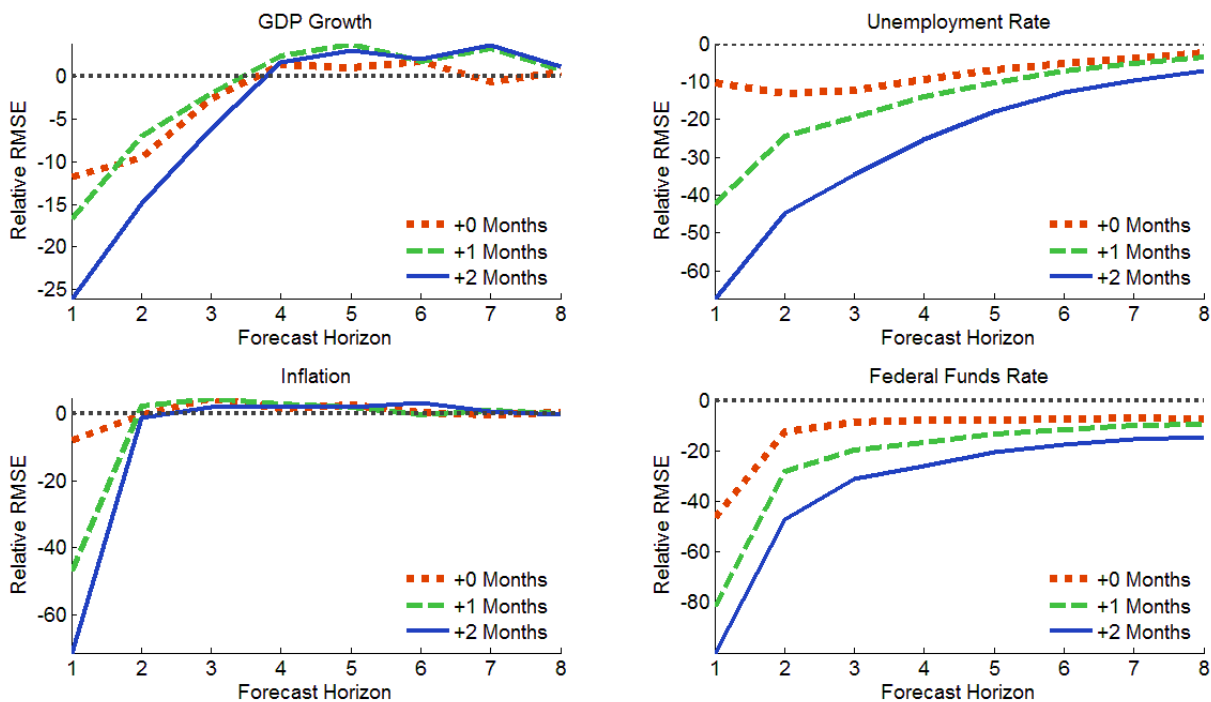 GDP Growth
Relative RMSE
0
-5
-10
-15
-20
-25
1 2 3 4 5 6 7 8
Forecast Horizon
+0 Months
+1 Months
+2 Months
Unemployment Rate
Relative RMSE
0
-10
-20
-30
-40
-50
-60
1 2 3 4 5 6 7 8
Forecast Horizon
+0 Months
+1 Months
+2 Months
Inflation
Relative RMSE
0
-20
-40
-60
1 2 3 4 5 6 7 8
Forecast Horizon
+0 Months
+1 Months
+2 Months
Federal Funds Rate
Relative RMSE
0
-20
-40
-60
-80
1 2 3 4 5 6 7 8
Forecast Horizon
+0 Months
+1 Months
+2 Months